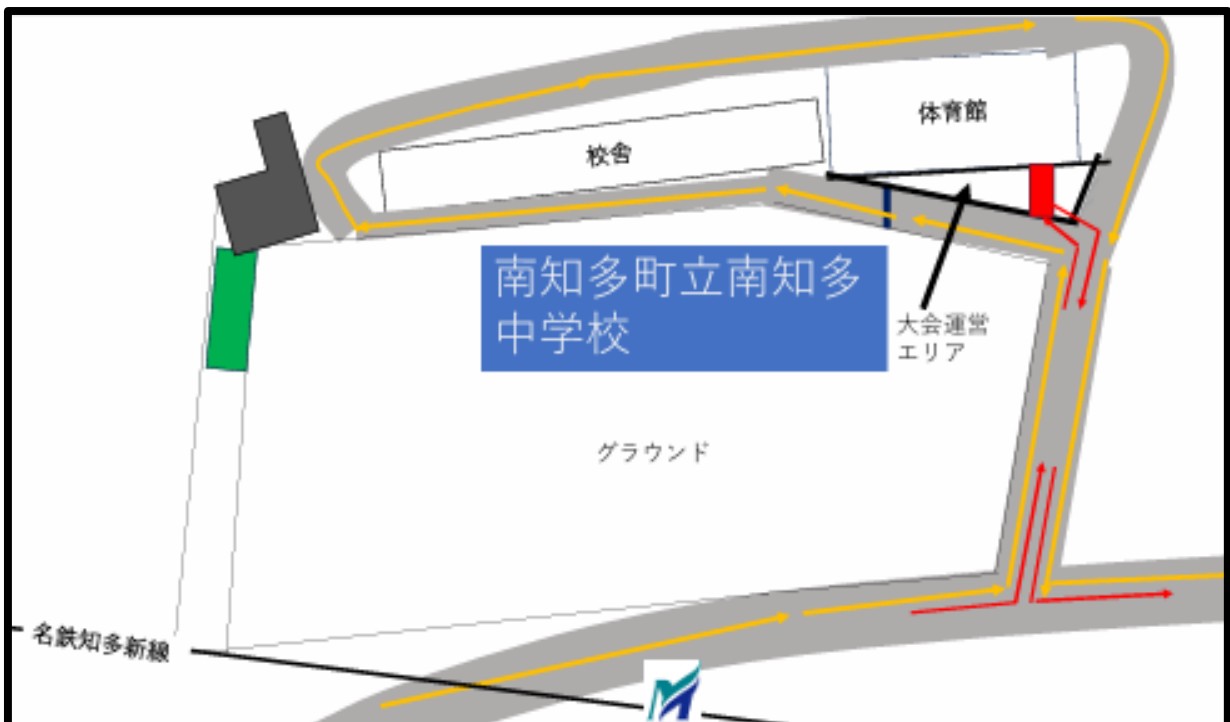 体育館
校舎
南知多町立南知多
中学校
大会運営
エリア
グラウンド
名鉄知多新線